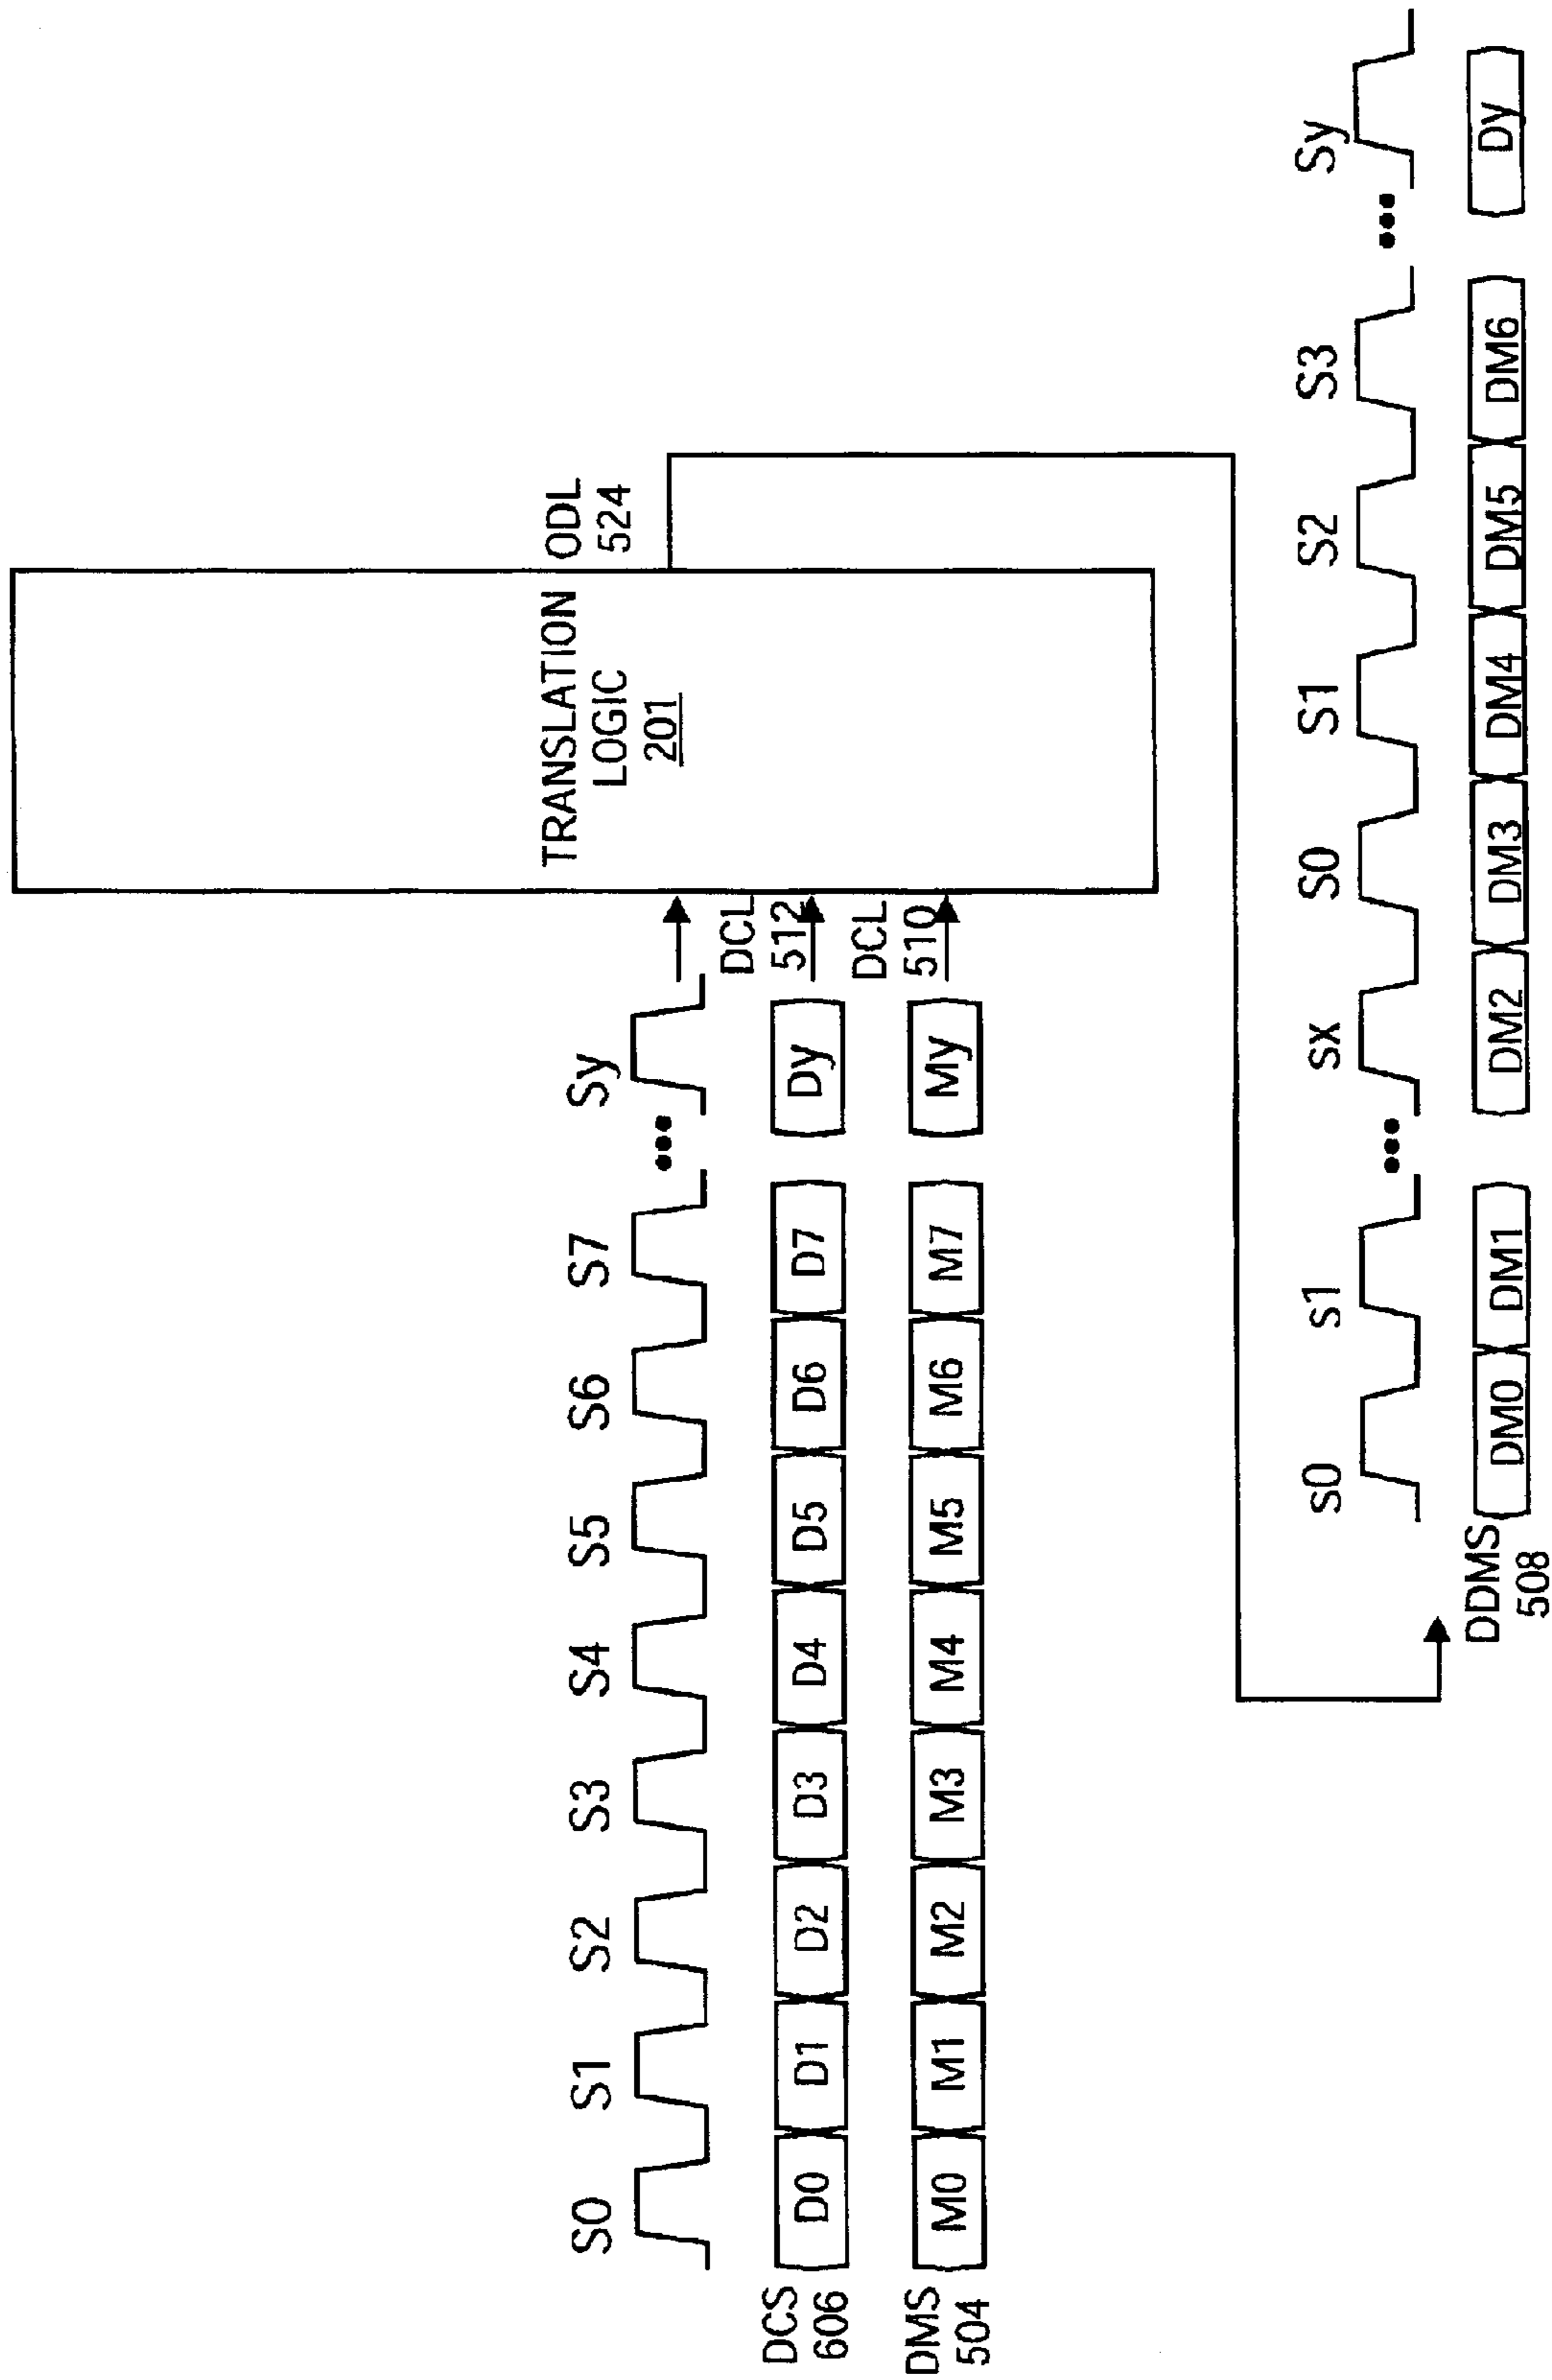 S0 S1 S2 S3 S4 S5 S6 S7 ••• Sy
DCS
606
D0 D1 D2 D3 D4 D5 D6 D7 Dy
DCL
512
DMS
504
M0 M1 M2 M3 M4 M5 M6 M7 My
DCL
510
TRANSLATION
LOGIC
201
ODL
524
s0 s1 ••• sx S0 S1 S2 S3 ••• Sy
DDMS
508
DM0 DM1 DM2 DM3 DM4 DM5 DM6 Dy